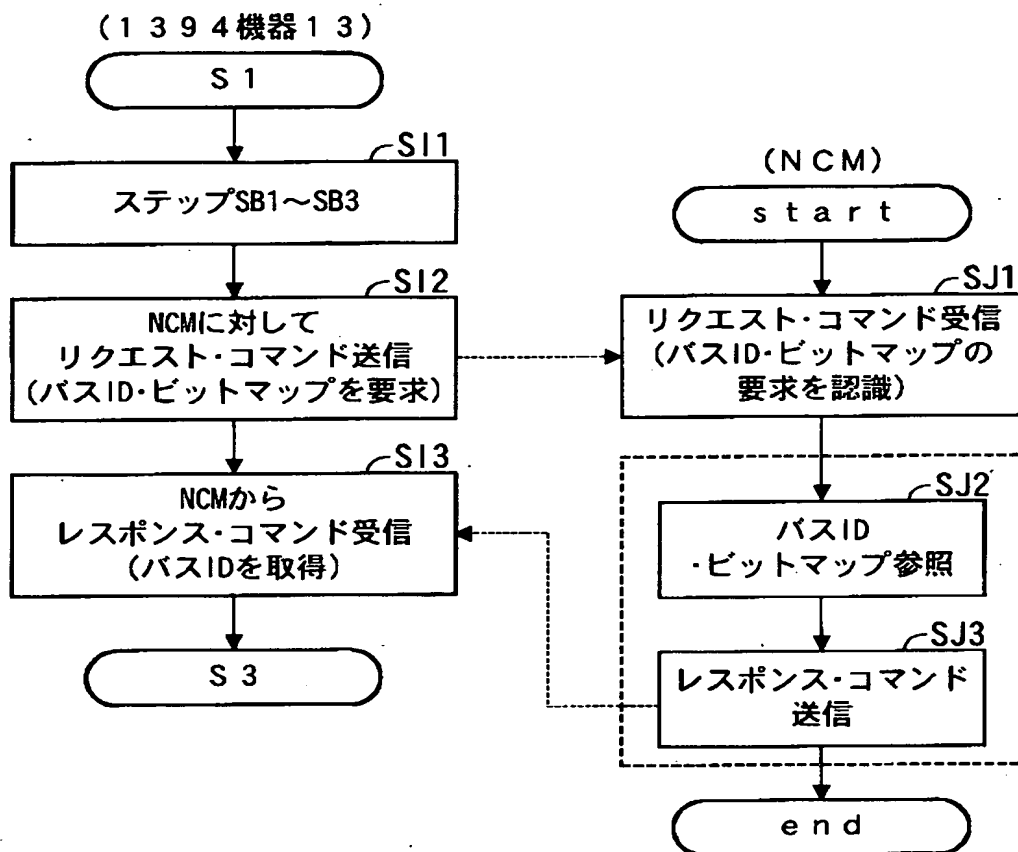 (1394機器13)
S1
SI1
ステップSB1～SB3
SI2
NCMに対して
リクエスト・コマンド送信
(バスID・ビットマップを要求)
SI3
NCMから
レスポンス・コマンド受信
(バスIDを取得)
S3
(NCM)
start
SJ1
リクエスト・コマンド受信
(バスID・ビットマップの
要求を認識)
SJ2
バスID
・ビットマップ参照
SJ3
レスポンス・コマンド
送信
end